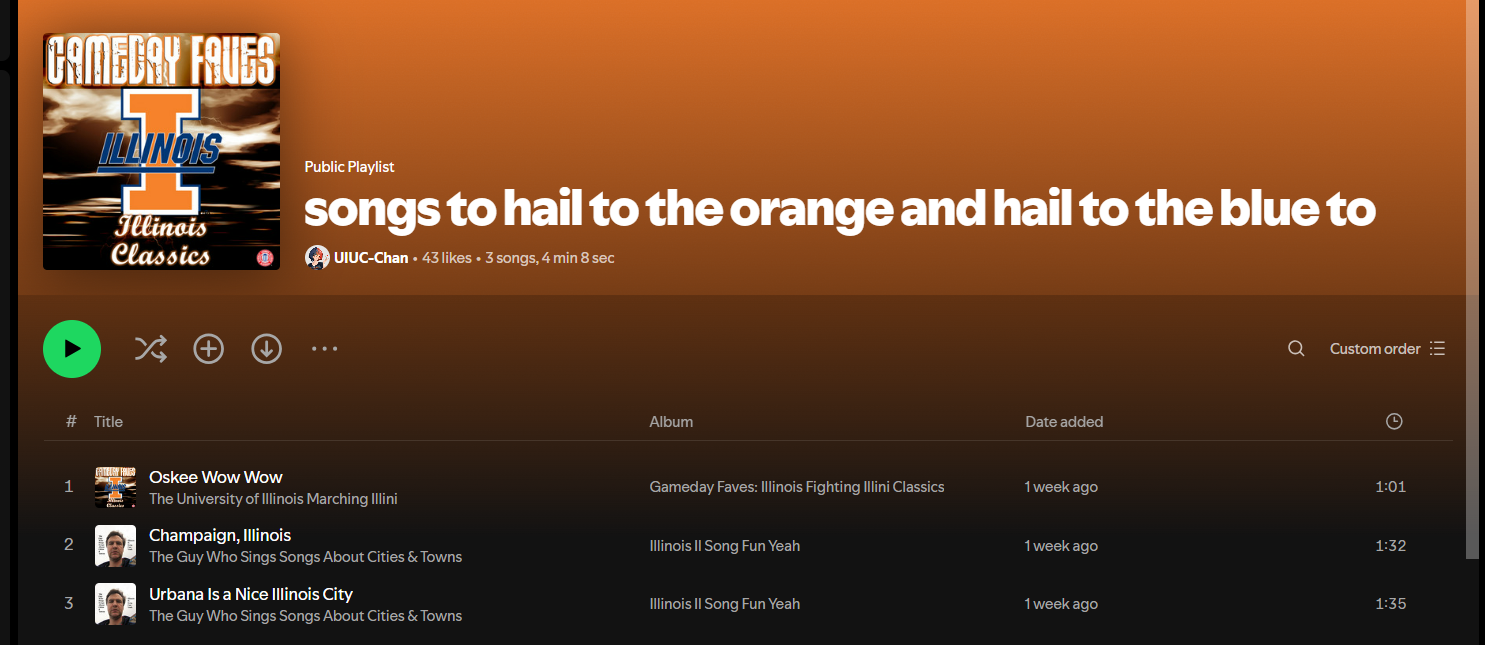 GAMEDAY FAVES
ILLINOIS
Illinois
Classics
Public Playlist
songs to hail to the orange and hail to the blue to
UIUC-Chan • 43 likes • 3 songs, 4 min 8 sec
Custom order
# Title Album Date added
1 Oskee Wow Wow Gameday Faves: Illinois Fighting Illini Classics 1 week ago 1:01
The University of Illinois Marching Illini
2 Champaign, Illinois Illinois II Song Fun Yeah 1 week ago 1:32
The Guy Who Sings Songs About Cities & Towns
3 Urbana Is a Nice Illinois City Illinois II Song Fun Yeah 1 week ago 1:35
The Guy Who Sings Songs About Cities & Towns